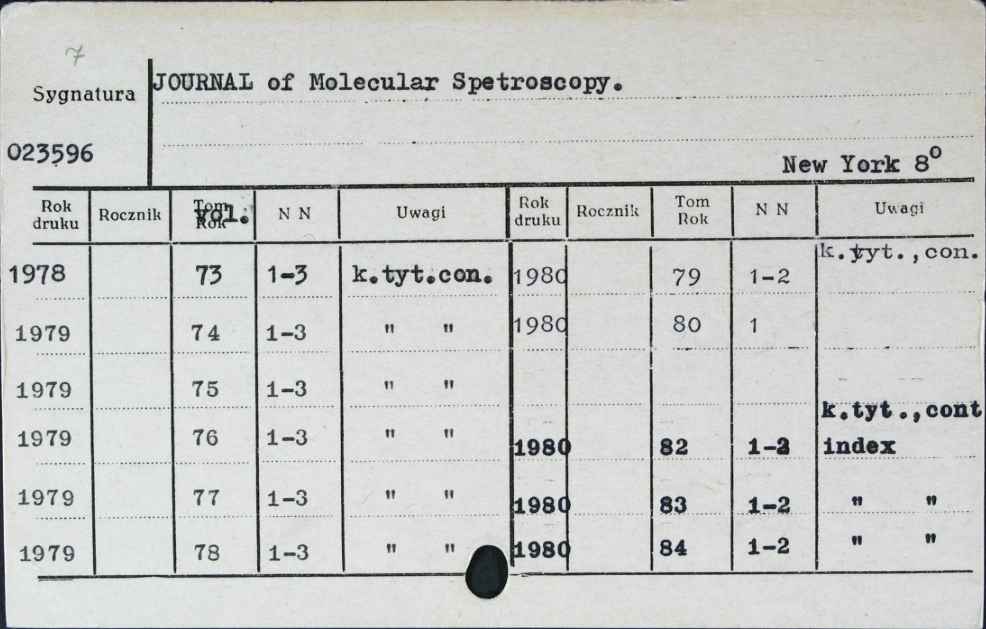 7
Sygnatura
JOURNAL of Molecular Spetroscopy.
023596
New York 8º
Rok druku Rocznik Tom Rok vol. N N Uwagi Rok druku Rocznik Tom Rok N N Uwagi
1978 73 1-3 k.tyt.con. 1980 79 1-2 k.tyt.,con.
1979 74 1-3 " " 1980 80 1
1979 75 1-3 " "
k.tyt.,cont
1979 76 1-3 " " 1980 82 index
1979 77 1-3 " " 1980 83 1-2 " "
1979 78 1-3 " " 1980 84 1-2 " "